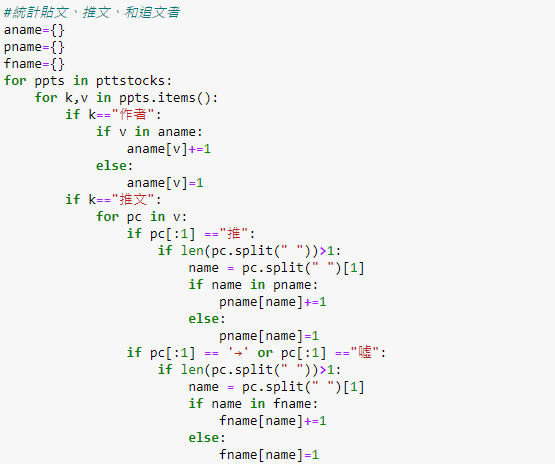 #統計貼文、推文、和追文者
aname={}
pname={}
fname={}
for ppts in pttstocks:
    for k,v in ppts.items():
        if k=="作者":
            if v in aname:
                aname[v]+=1
            else:
                aname[v]=1
        if k=="推文":
            for pc in v:
                if pc[:1] =="推":
                    if len(pc.split(" "))>1:
                        name = pc.split(" ")[1]
                        if name in pname:
                            pname[name]+=1
                        else:
                            pname[name]=1
                if pc[:1] == '→' or pc[:1] =="噓":
                    if len(pc.split(" "))>1:
                        name = pc.split(" ")[1]
                        if name in fname:
                            fname[name]+=1
                        else:
                            fname[name]=1